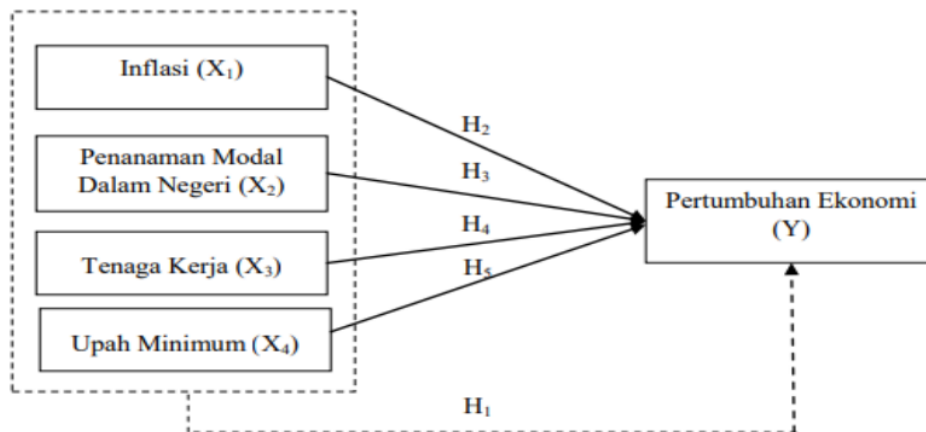 Inflasi (X₁)
H₂
Penanaman Modal
Dalam Negeri (X₂)
H₃
Pertumbuhan Ekonomi
(Y)
H₄
Tenaga Kerja (X₃)
H₅
Upah Minimum (X₄)
H₁